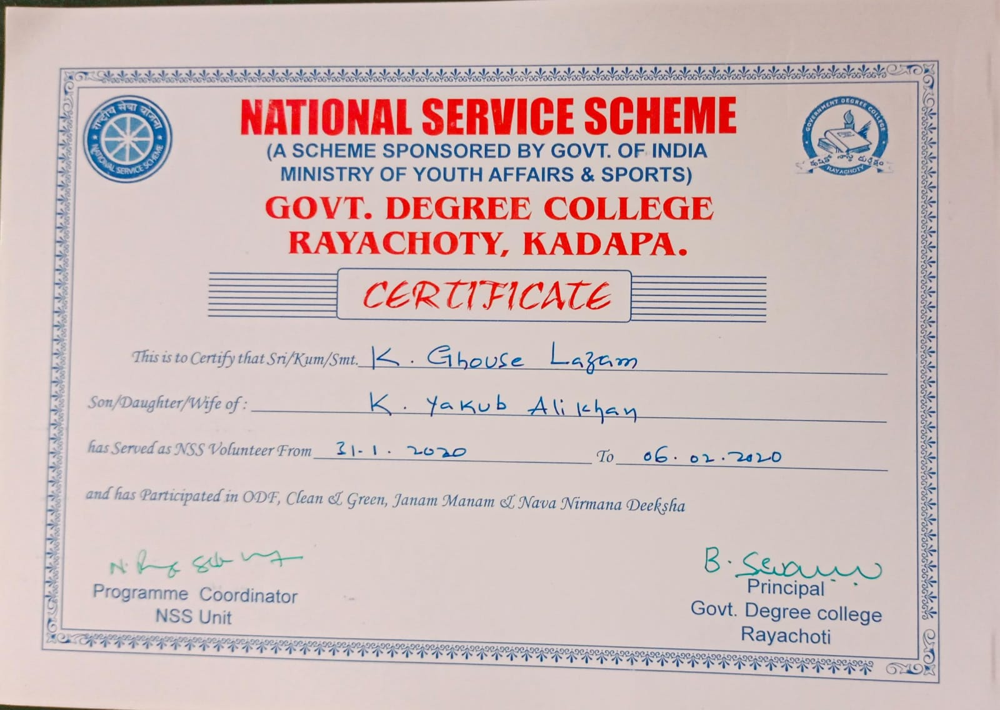 राष्ट्रीय सेवा योजना
NATIONAL SERVICE SCHEME
NATIONAL SERVICE SCHEME
(A SCHEME SPONSORED BY GOVT. OF INDIA
MINISTRY OF YOUTH AFFAIRS & SPORTS)
GOVERNMENT DEGREE COLLEGE
RAYACHOTY
GOVT. DEGREE COLLEGE
RAYACHOTY, KADAPA.
CERTIFICATE
This is to Certify that Sri/Kum/Smt. K. Ghouse Lazam
Son/Daughter/Wife of : K. Yakub Ali khan
has Served as NSS Volunteer From 31-1. 2020 To 06. 02. 2020
and has Participated in ODF, Clean & Green, Janam Manam & Nava Nirmana Deeksha
Programme Coordinator
NSS Unit
B.
Principal
Govt. Degree college
Rayachoti